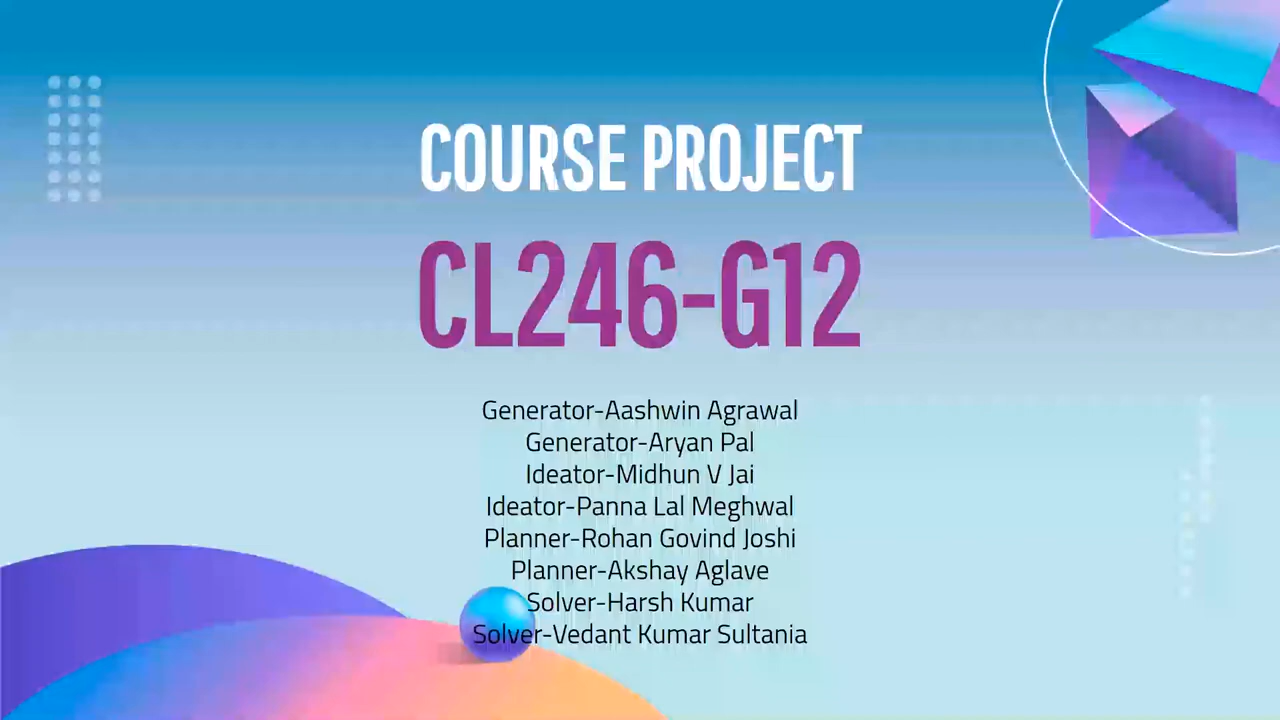 COURSE PROJECT
CL246-G12
Generator-Aashwin Agrawal
Generator-Aryan Pal
Ideator-Midhun V Jai
Ideator-Panna Lal Meghwal
Planner-Rohan Govind Joshi
Planner-Akshay Aglave
Solver-Harsh Kumar
Solver-Vedant Kumar Sultania